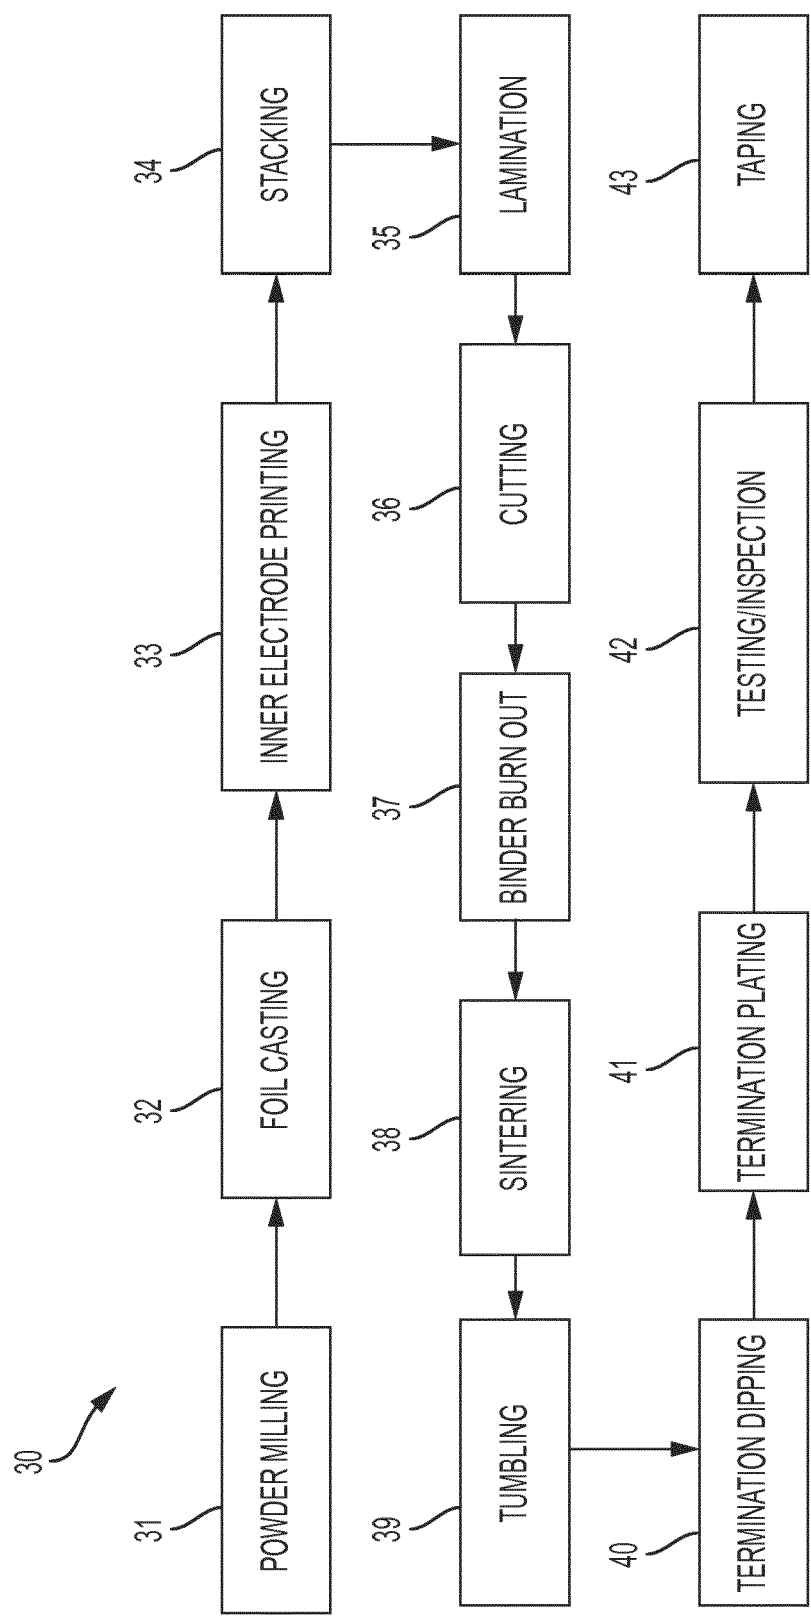 30
31
POWDER MILLING
32
FOIL CASTING
33
INNER ELECTRODE PRINTING
34
STACKING
35
LAMINATION
36
CUTTING
37
BINDER BURN OUT
38
SINTERING
39
TUMBLING
40
TERMINATION DIPPING
41
TERMINATION PLATING
42
TESTING/INSPECTION
43
TAPING